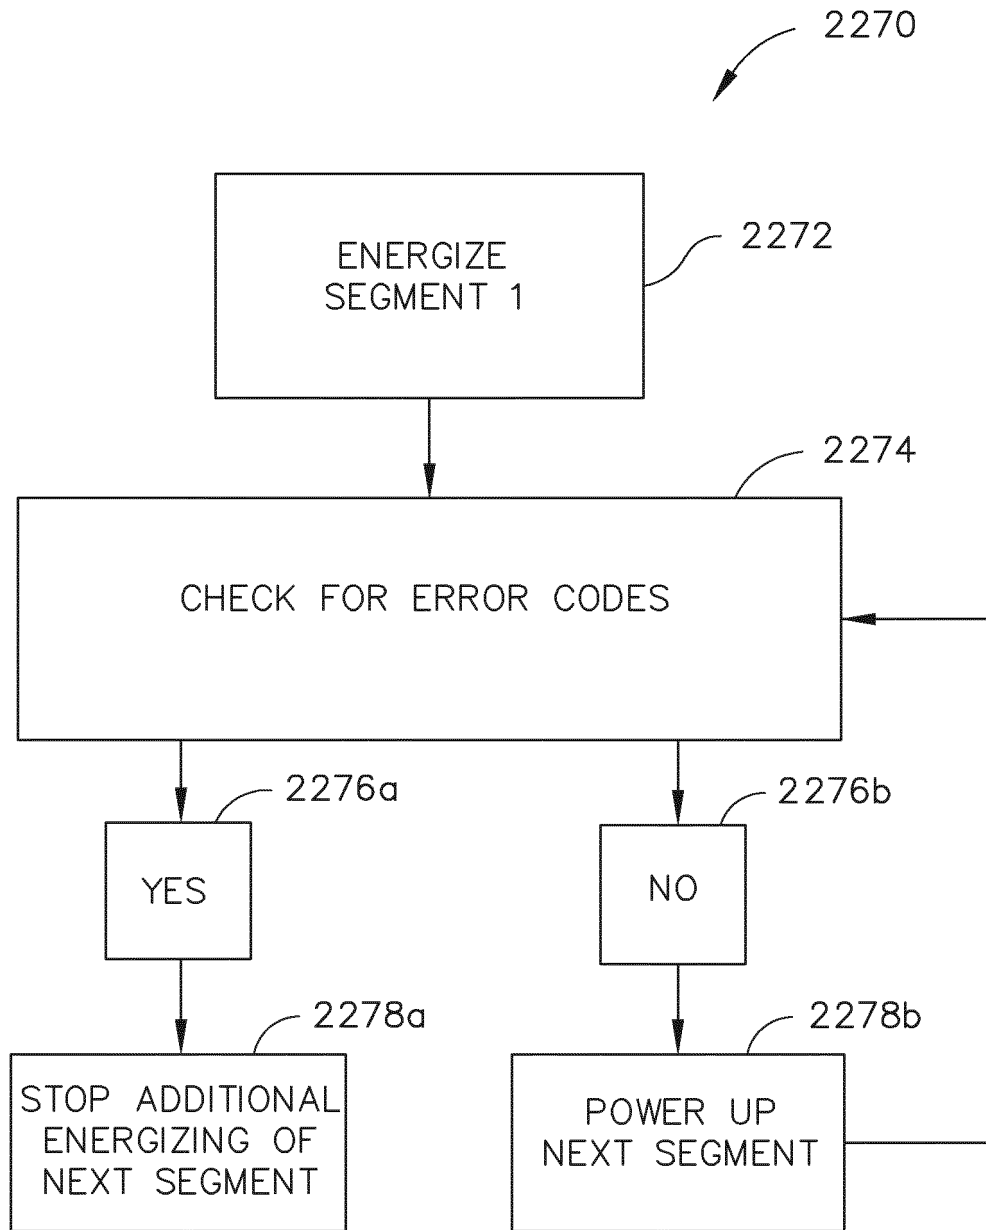 2270
ENERGIZE
SEGMENT 1
2272
2274
CHECK FOR ERROR CODES
2276a
2276b
YES
NO
2278a
2278b
STOP ADDITIONAL
ENERGIZING OF
NEXT SEGMENT
POWER UP
NEXT SEGMENT